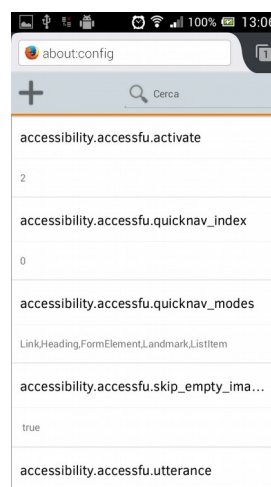 100% 13:06
about:config
1
Cerca
accessibility.accessfu.activate
2
accessibility.accessfu.quicknav_index
0
accessibility.accessfu.quicknav_modes
Link,Heading,FormElement,Landmark,ListItem
accessibility.accessfu.skip_empty_ima...
true
accessibility.accessfu.utterance